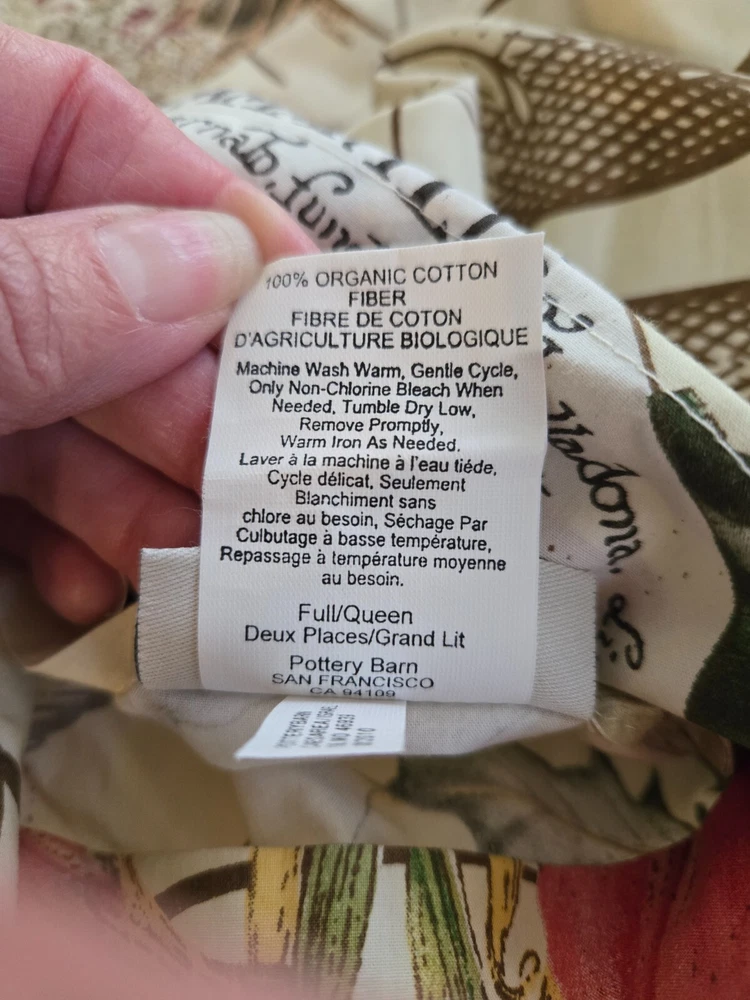 100% ORGANIC COTTON
FIBER
FIBRE DE COTON
D'AGRICULTURE BIOLOGIQUE
Machine Wash Warm, Gentle Cycle,
Only Non-Chlorine Bleach When
Needed, Tumble Dry Low,
Remove Promptly,
Warm Iron As Needed.
Laver à la machine à l'eau tiéde,
Cycle délicat, Seulement
Blanchiment sans
chlore au besoin, Séchage Par
Culbutage à basse température,
Repassage à température moyenne
au besoin.
Full/Queen
Deux Places/Grand Lit
Pottery Barn
SAN FRANCISCO
CA 94109